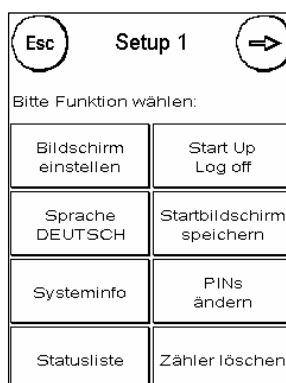 Esc
Setup 1
Bitte Funktion wählen:
Bildschirm
einstellen
Start Up
Log off
Sprache
DEUTSCH
Startbildschirm
speichern
Systeminfo
PINs
ändern
Statusliste
Zähler löschen